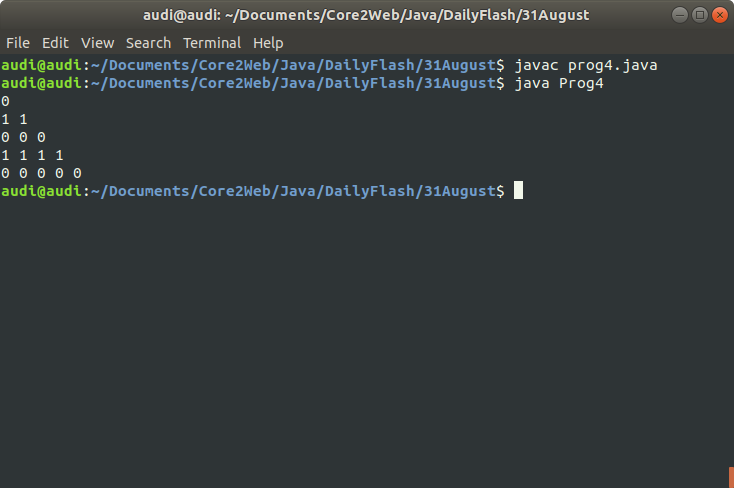 audi@audi: ~/Documents/Core2Web/Java/DailyFlash/31August
File Edit View Search Terminal Help
audi@audi:~/Documents/Core2Web/Java/DailyFlash/31August$ javac prog4.java
audi@audi:~/Documents/Core2Web/Java/DailyFlash/31August$ java Prog4
0
1 1
0 0 0
1 1 1 1
0 0 0 0 0
audi@audi:~/Documents/Core2Web/Java/DailyFlash/31August$